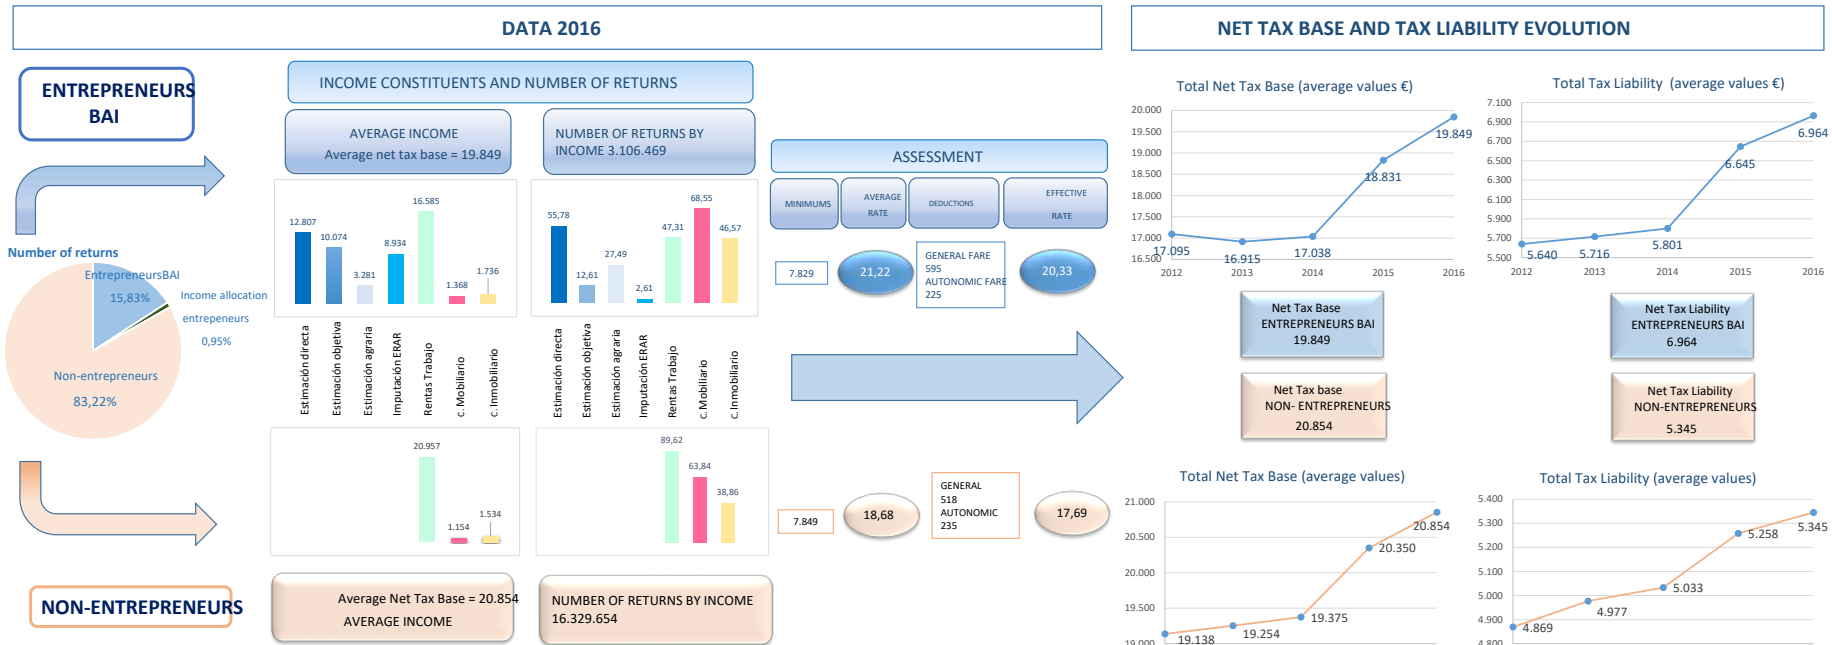 DATA 2016
NET TAX BASE AND TAX LIABILITY EVOLUTION
ENTREPRENEURS
BAI
INCOME CONSTITUENTS AND NUMBER OF RETURNS
AVERAGE INCOME
Average net tax base = 19.849
NUMBER OF RETURNS BY
INCOME 3.106.469
12.807
10.074
3.281
8.934
16.585
1.368
1.736
55,78
12,61
27,49
2,61
47,31
68,55
46,57
Estimación directa
Estimación objetiva
Estimación agraria
Imputación ERAR
Rentas Trabajo
c. Mobiliario
c. Inmobiliario
Estimación directa
Estimación objetiva
Estimación agraria
Imputación ERAR
Rentas Trabajo
c. Mobiliario
c. Inmobiliario
ASSESSMENT
MINIMUMS
AVERAGE
RATE
DEDUCTIONS
EFFECTIVE
RATE
7.829
21,22
GENERAL FARE
595
AUTONOMIC FARE
225
20,33
Number of returns
EntrepreneursBAI
15,83%
Income allocation
entrepeneurs
0,95%
Non-entrepreneurs
83,22%
20.957
1.154
1.534
89,62
63,84
38,86
7.849
18,68
GENERAL
518
AUTONOMIC
235
17,69
NON-ENTREPRENEURS
Average Net Tax Base = 20.854
AVERAGE INCOME
NUMBER OF RETURNS BY INCOME
16.329.654
Total Net Tax Base (average values €)
20.000
19.500
19.000
18.500
18.000
17.500
17.000
16.500
17.095
16.915
17.038
18.831
19.849
2012
2013
2014
2015
2016
Total Tax Liability (average values €)
7.100
6.900
6.700
6.500
6.300
6.100
5.900
5.700
5.500
5.640
5.716
5.801
6.645
6.964
2012
2013
2014
2015
2016
Net Tax Base
ENTREPRENEURS BAI
19.849
Net Tax Liability
ENTREPRENEURS BAI
6.964
Net Tax base
NON- ENTREPRENEURS
20.854
Net Tax Liability
NON-ENTREPRENEURS
5.345
Total Net Tax Base (average values)
21.000
20.500
20.000
19.500
19.000
19.138
19.254
19.375
20.350
20.854
Total Tax Liability (average values)
5.400
5.300
5.200
5.100
5.000
4.900
4.800
4.869
4.977
5.033
5.258
5.345